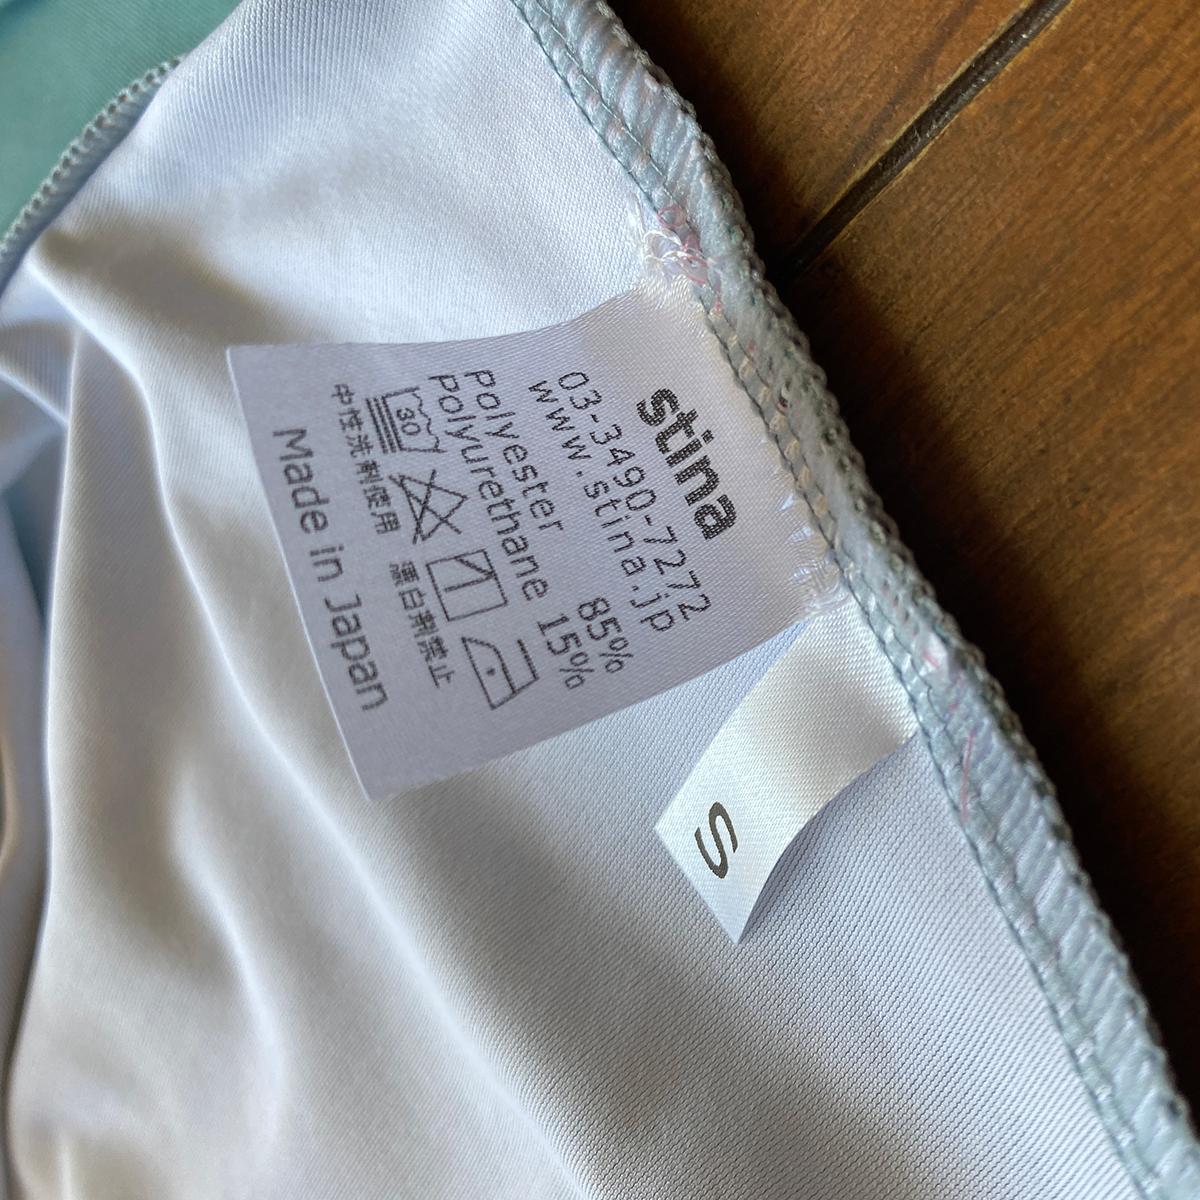 stina
03-3490-7272
www.stina.jp
polyester 85%
polyurethane 15%
30
中性洗剤使用 漂白剤禁止
Made in Japan
S